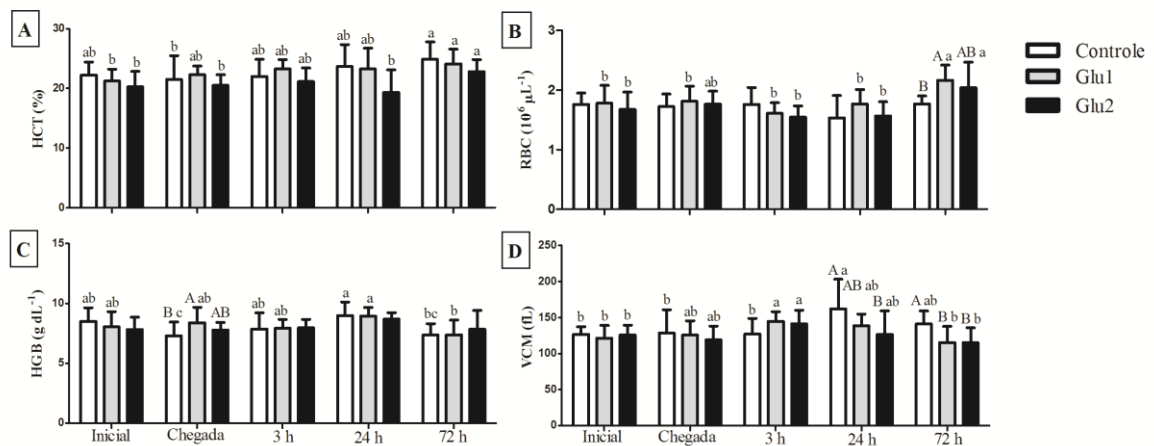 A
HCT (%)
30
20
10
0
ab b b
b ab b
ab ab ab
ab ab b
a a a
B
RBC (10⁶ µL⁻¹)
3
2
1
0
b b
b ab
b b
b b
B A a AB a
Controle
Glu1
Glu2
C
HGB (g dL⁻¹)
15
10
5
0
ab ab
B c A ab AB
ab ab
a a
bc b
Inicial Chegada 3 h 24 h 72 h
D
VCM (fL)
250
200
150
100
50
0
b b b
b ab ab
b a a
A a AB ab B ab
A ab B b B b
Inicial Chegada 3 h 24 h 72 h